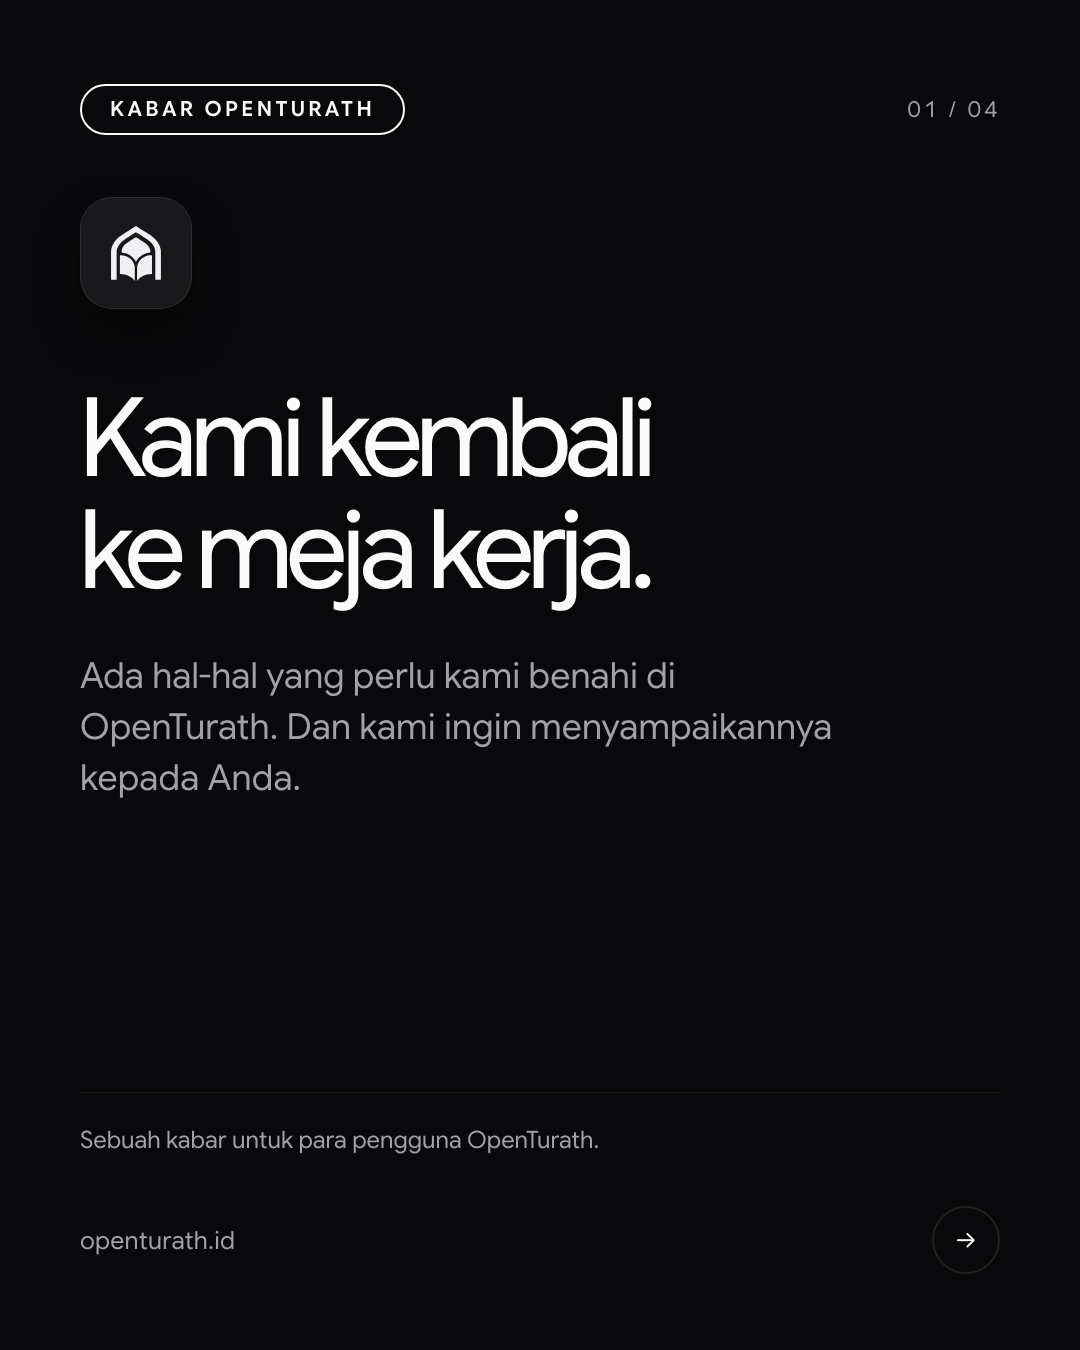 KABAR OPENTURATH
01 / 04
Kami kembali
ke meja kerja.
Ada hal-hal yang perlu kami benahi di
OpenTurath. Dan kami ingin menyampaikannya
kepada Anda.
Sebuah kabar untuk para pengguna OpenTurath.
openturath.id